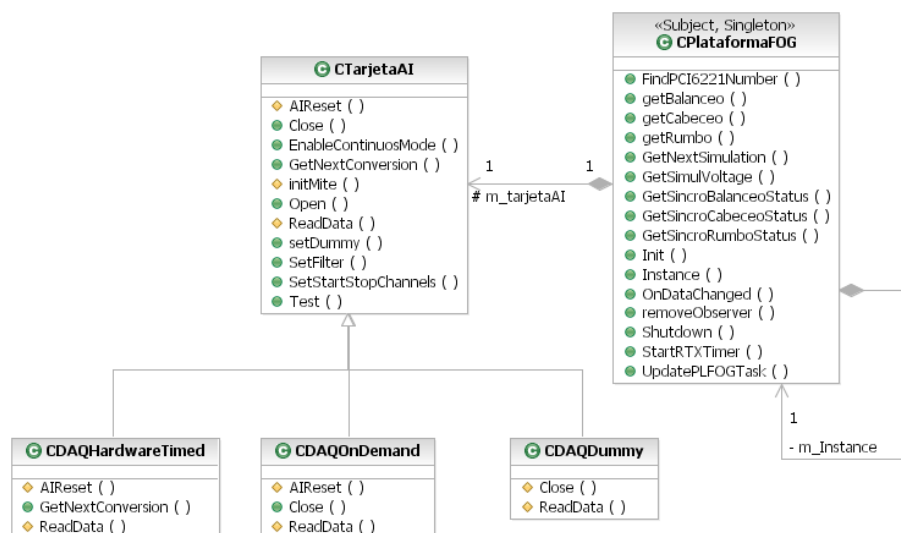 «Subject, Singleton»
C CPlataformaFOG
FindPCI6221Number ( )
getBalanceo ( )
getCabeceo ( )
getRumbo ( )
GetNextSimulation ( )
GetSimulVoltage ( )
GetSincroBalanceoStatus ( )
GetSincroCabeceoStatus ( )
GetSincroRumboStatus ( )
Init ( )
Instance ( )
OnDataChanged ( )
removeObserver ( )
Shutdown ( )
StartRTXTimer ( )
UpdatePLFOGTask ( )
C CTarjetaAI
AIReset ( )
Close ( )
EnableContinuosMode ( )
GetNextConversion ( )
initMite ( )
Open ( )
ReadData ( )
setDummy ( )
SetFilter ( )
SetStartStopChannels ( )
Test ( )
1 1
# m_tarjetaAI
1
- m_Instance
C CDAQHardwareTimed
AIReset ( )
GetNextConversion ( )
ReadData ( )
C CDAQOnDemand
AIReset ( )
Close ( )
ReadData ( )
C CDAQDummy
Close ( )
ReadData ( )